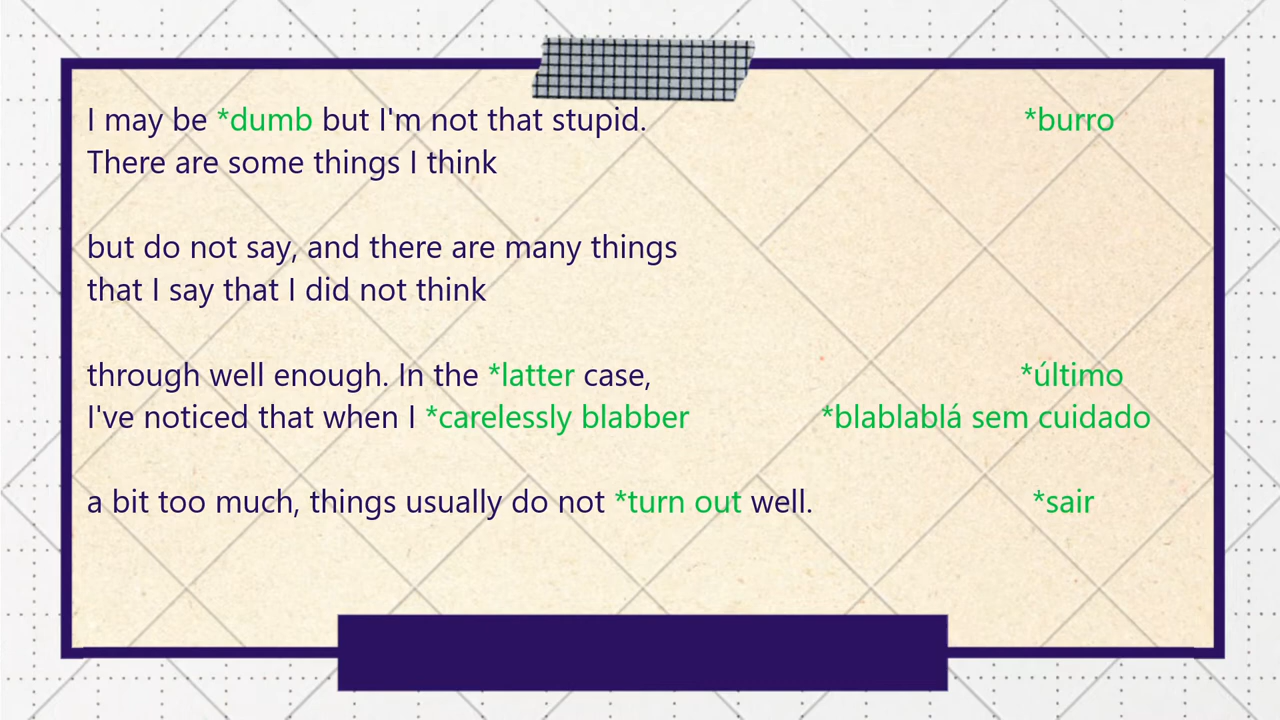 I may be *dumb but I'm not that stupid. *burro
There are some things I think
but do not say, and there are many things
that I say that I did not think
through well enough. In the *latter case, *último
I've noticed that when I *carelessly blabber *blablablá sem cuidado
a bit too much, things usually do not *turn out well. *sair